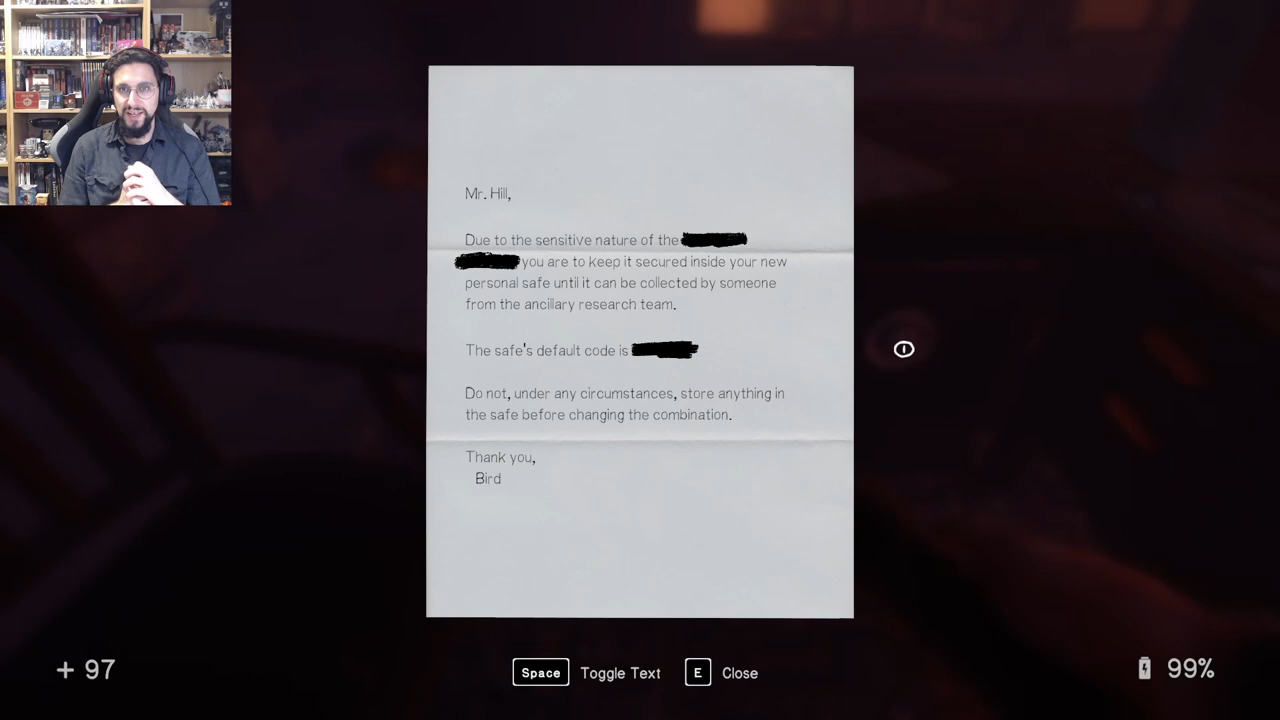 Mr. Hill,
Due to the sensitive nature of the
you are to keep it secured inside your new
personal safe until it can be collected by someone
from the ancillary research team.
The safe's default code is
Do not, under any circumstances, store anything in
the safe before changing the combination.
Thank you,
Bird
+ 97
Space Toggle Text E Close
99%